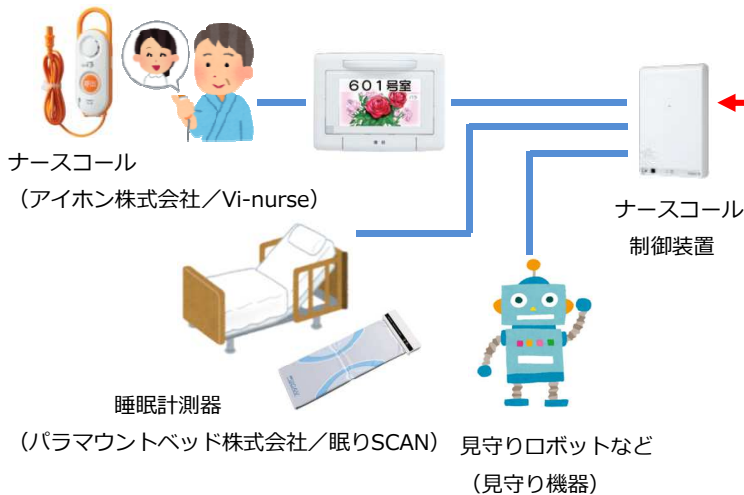 呼出
601号室
ナースコール
（アイホン株式会社／Vi-nurse）
ナースコール
制御装置
睡眠計測器
（パラマウントベッド株式会社／眠りSCAN）
見守りロボットなど
（見守り機器）